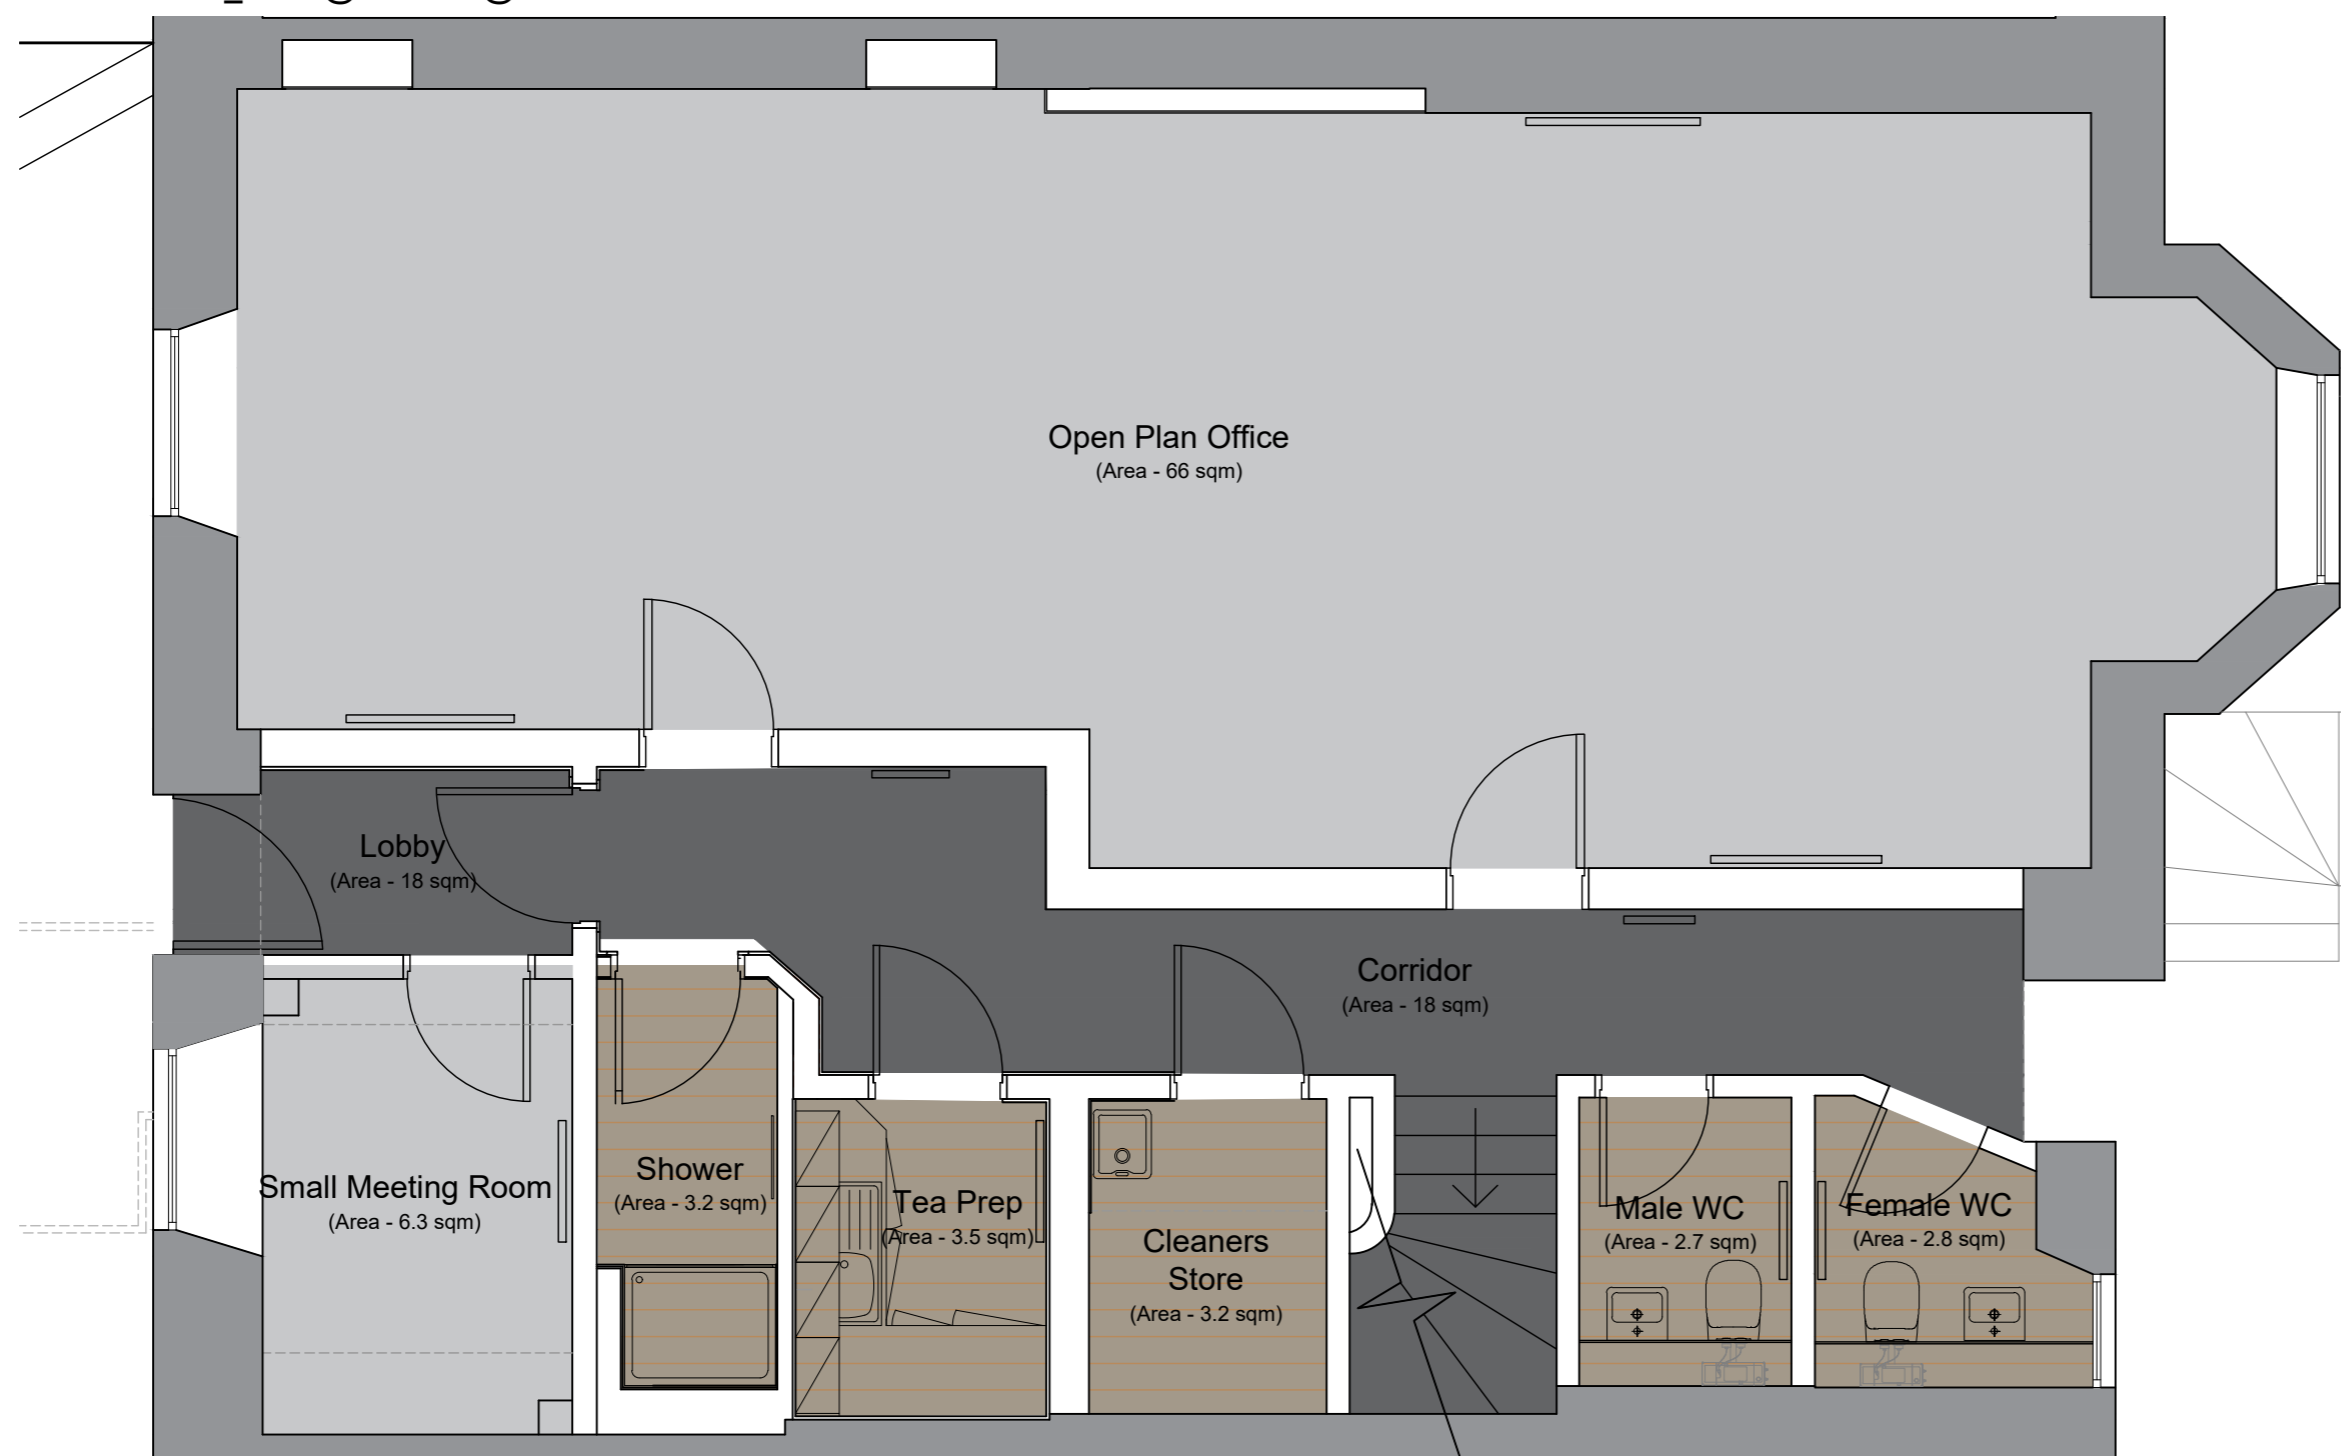 Open Plan Office
(Area - 66 sqm)
Lobby
(Area - 18 sqm)
Corridor
(Area - 18 sqm)
Small Meeting Room
(Area - 6.3 sqm)
Shower
(Area - 3.2 sqm)
Tea Prep
(Area - 3.5 sqm)
Cleaners
Store
(Area - 3.2 sqm)
Male WC
(Area - 2.7 sqm)
Female WC
(Area - 2.8 sqm)